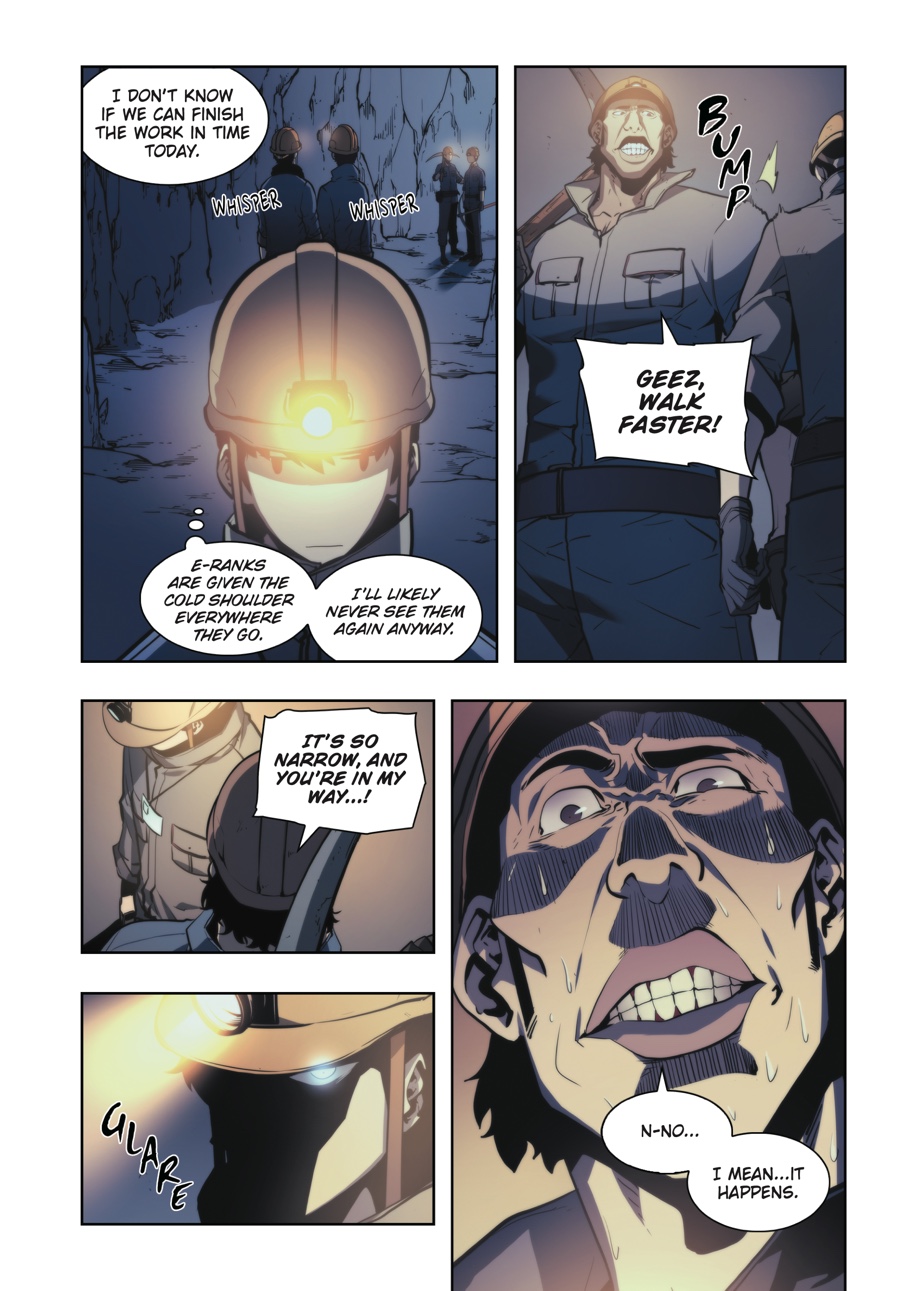 I DON'T KNOW
IF WE CAN FINISH
THE WORK IN TIME
TODAY.
WHISPER
WHISPER
E-RANKS
ARE GIVEN THE
COLD SHOULDER
EVERYWHERE
THEY GO.
I'LL LIKELY
NEVER SEE THEM
AGAIN ANYWAY.
BUMP
GEEZ,
WALK
FASTER!
IT'S SO
NARROW, AND
YOU'RE IN MY
WAY...!
GLARE
N-NO...
I MEAN...IT
HAPPENS.